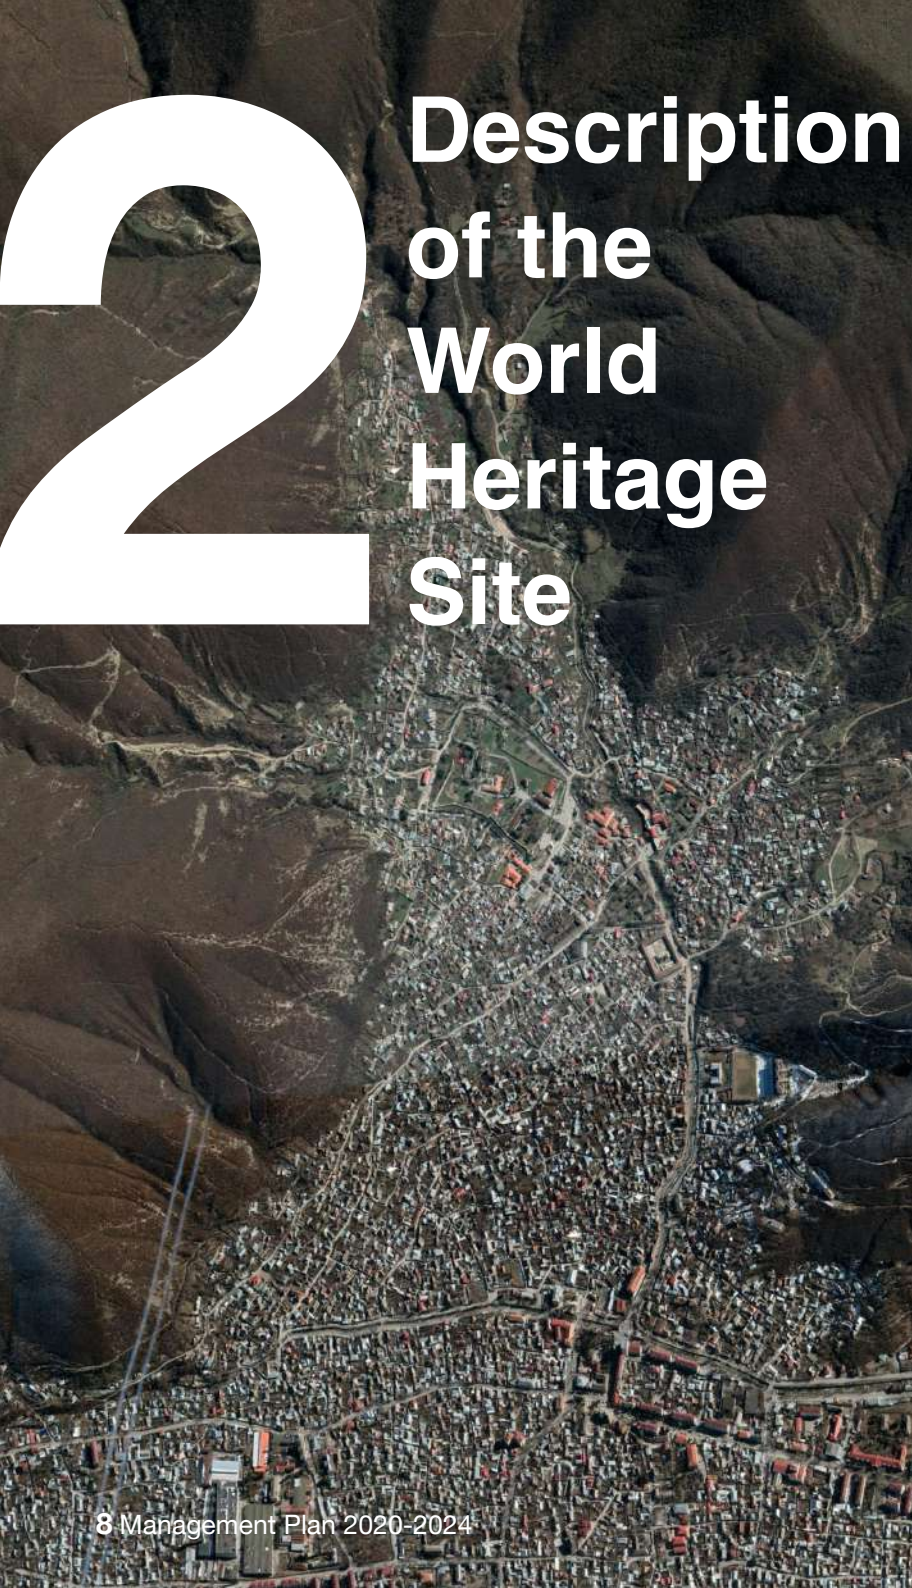 2
Description
of the
World
Heritage
Site
8 Management Plan 2020-2024